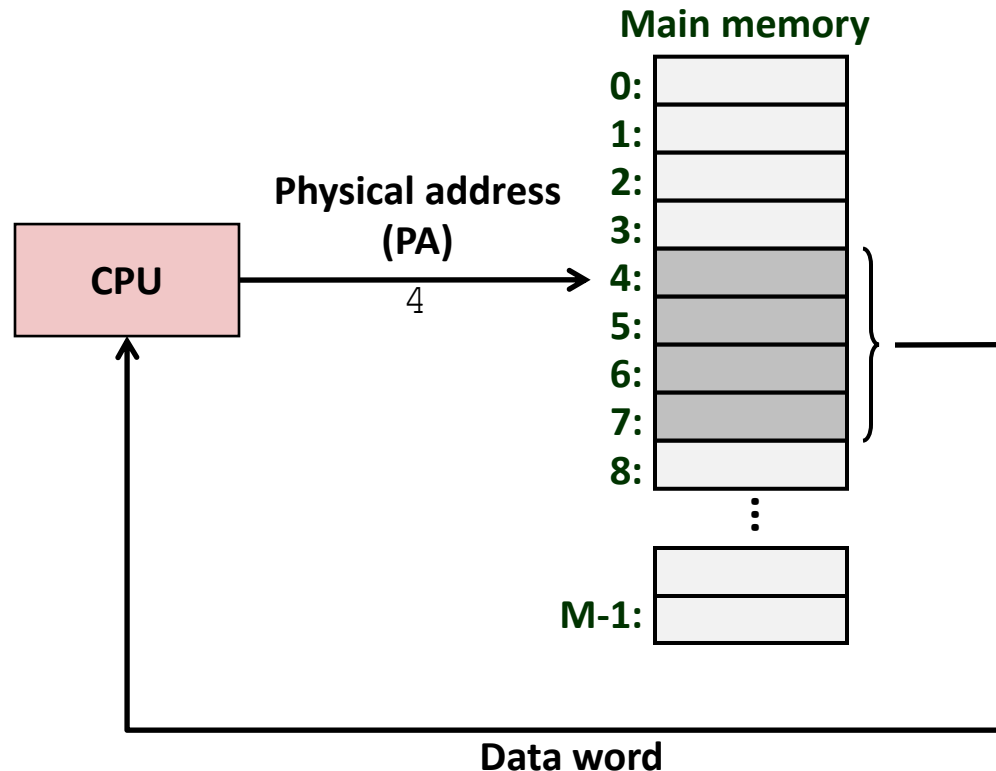 Main memory
0:
1:
2:
Physical address
(PA)
3:
CPU
4:
4
5:
6:
7:
8:
M-1:
Data word